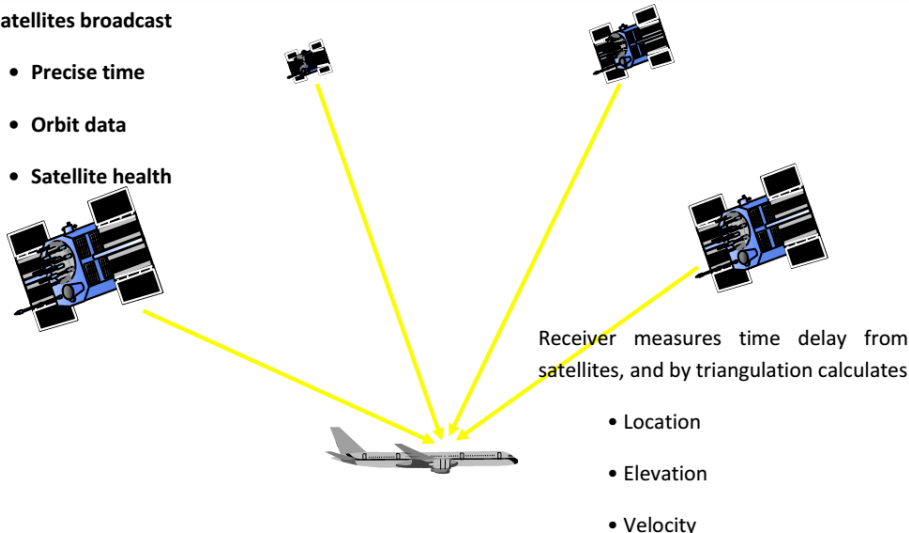 atellites broadcast
• Precise time
• Orbit data
• Satellite health
Receiver measures time delay from
satellites, and by triangulation calculates
• Location
• Elevation
• Velocity